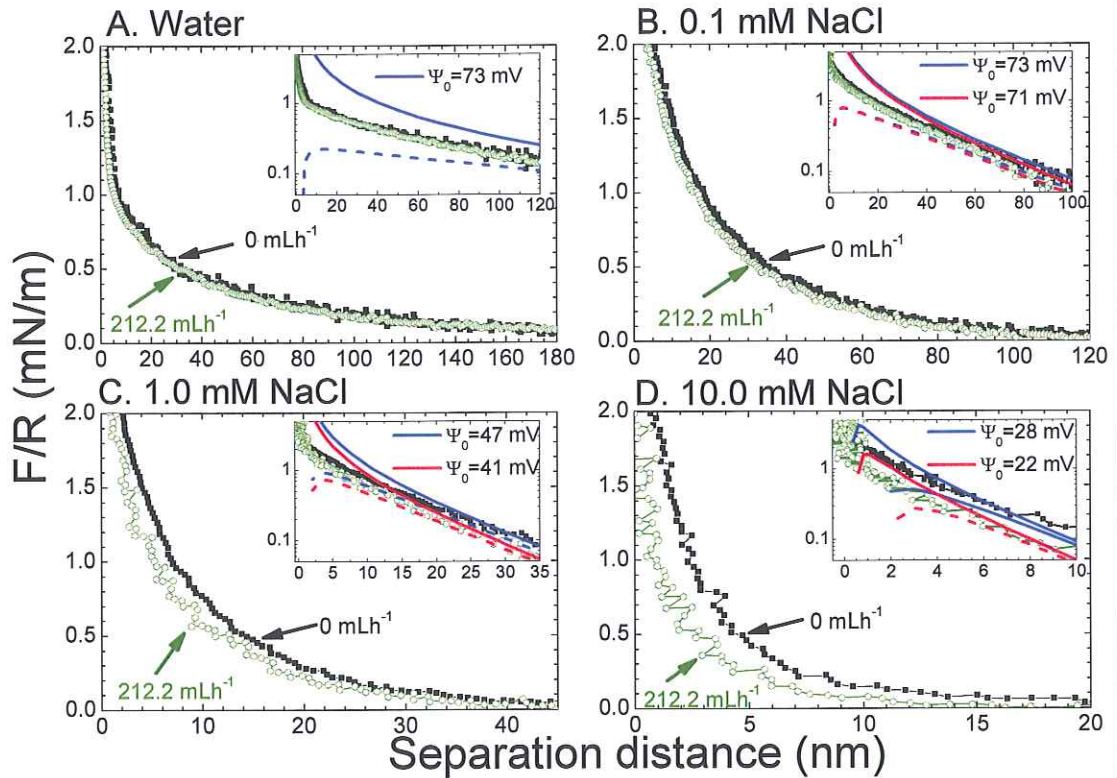 A. Water
2.0
1.5
1.0
0.5
0.0
0 20 40 60 80 100 120 140 160 180
Ψ0=73 mV
1
0.1
0 20 40 60 80 100 120
0 mLh-1
212.2 mLh-1
B. 0.1 mM NaCl
2.0
1.5
1.0
0.5
0.0
0 20 40 60 80 100 120
Ψ0=73 mV
Ψ0=71 mV
1
0.1
0 20 40 60 80 100
0 mLh-1
212.2 mLh-1
F/R (mN/m)
C. 1.0 mM NaCl
2.0
1.5
1.0
0.5
0.0
0 10 20 30 40
Ψ0=47 mV
Ψ0=41 mV
1
0.1
0 5 10 15 20 25 30 35
0 mLh-1
212.2 mLh-1
D. 10.0 mM NaCl
2.0
1.5
1.0
0.5
0.0
0 5 10 15 20
Ψ0=28 mV
Ψ0=22 mV
1
0.1
0 2 4 6 8 10
0 mLh-1
212.2 mLh-1
Separation distance (nm)